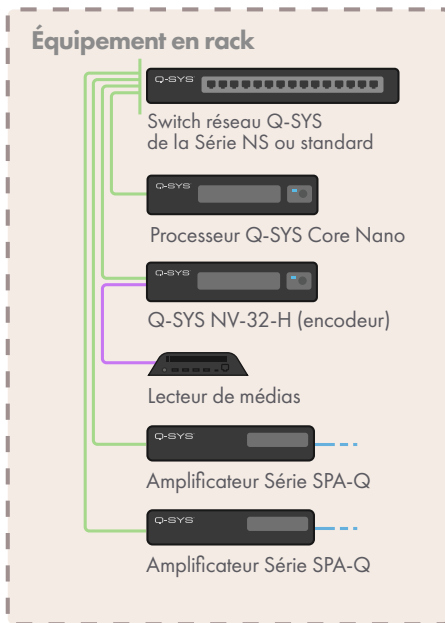 Équipement en rack
Q-SYS
Switch réseau Q-SYS
de la Série NS ou standard
Q-SYS
Processeur Q-SYS Core Nano
Q-SYS
Q-SYS NV-32-H (encodeur)
Lecteur de médias
Q-SYS
Amplificateur Série SPA-Q
Q-SYS
Amplificateur Série SPA-Q